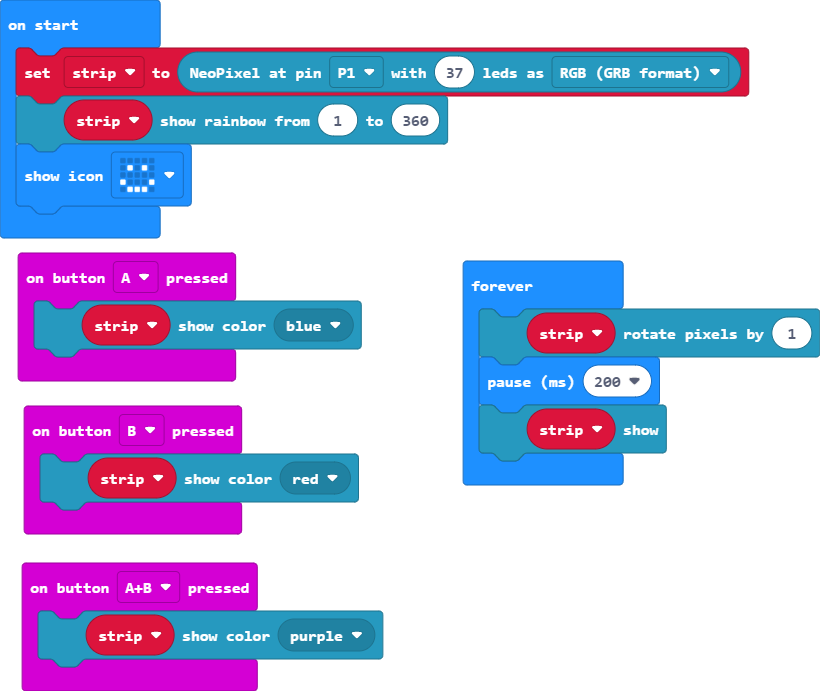 on start
set strip to NeoPixel at pin P1 with 37 leds as RGB (GRB format)
strip show rainbow from 1 to 360
show icon
on button A pressed
strip show color blue
on button B pressed
strip show color red
on button A+B pressed
strip show color purple
forever
strip rotate pixels by 1
pause (ms) 200
strip show